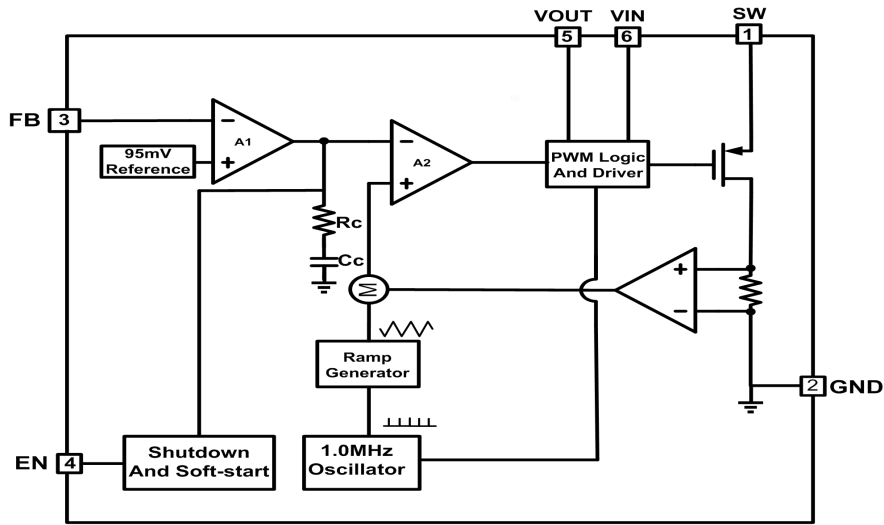 VOUT VIN SW
5 6 1
FB 3
− A1 +
95mV
Reference
− A2 +
PWM Logic
And Driver
Rc
Cc
M
+
−
Ramp
Generator
2 GND
EN 4
Shutdown
And Soft-start
1.0MHz
Oscillator